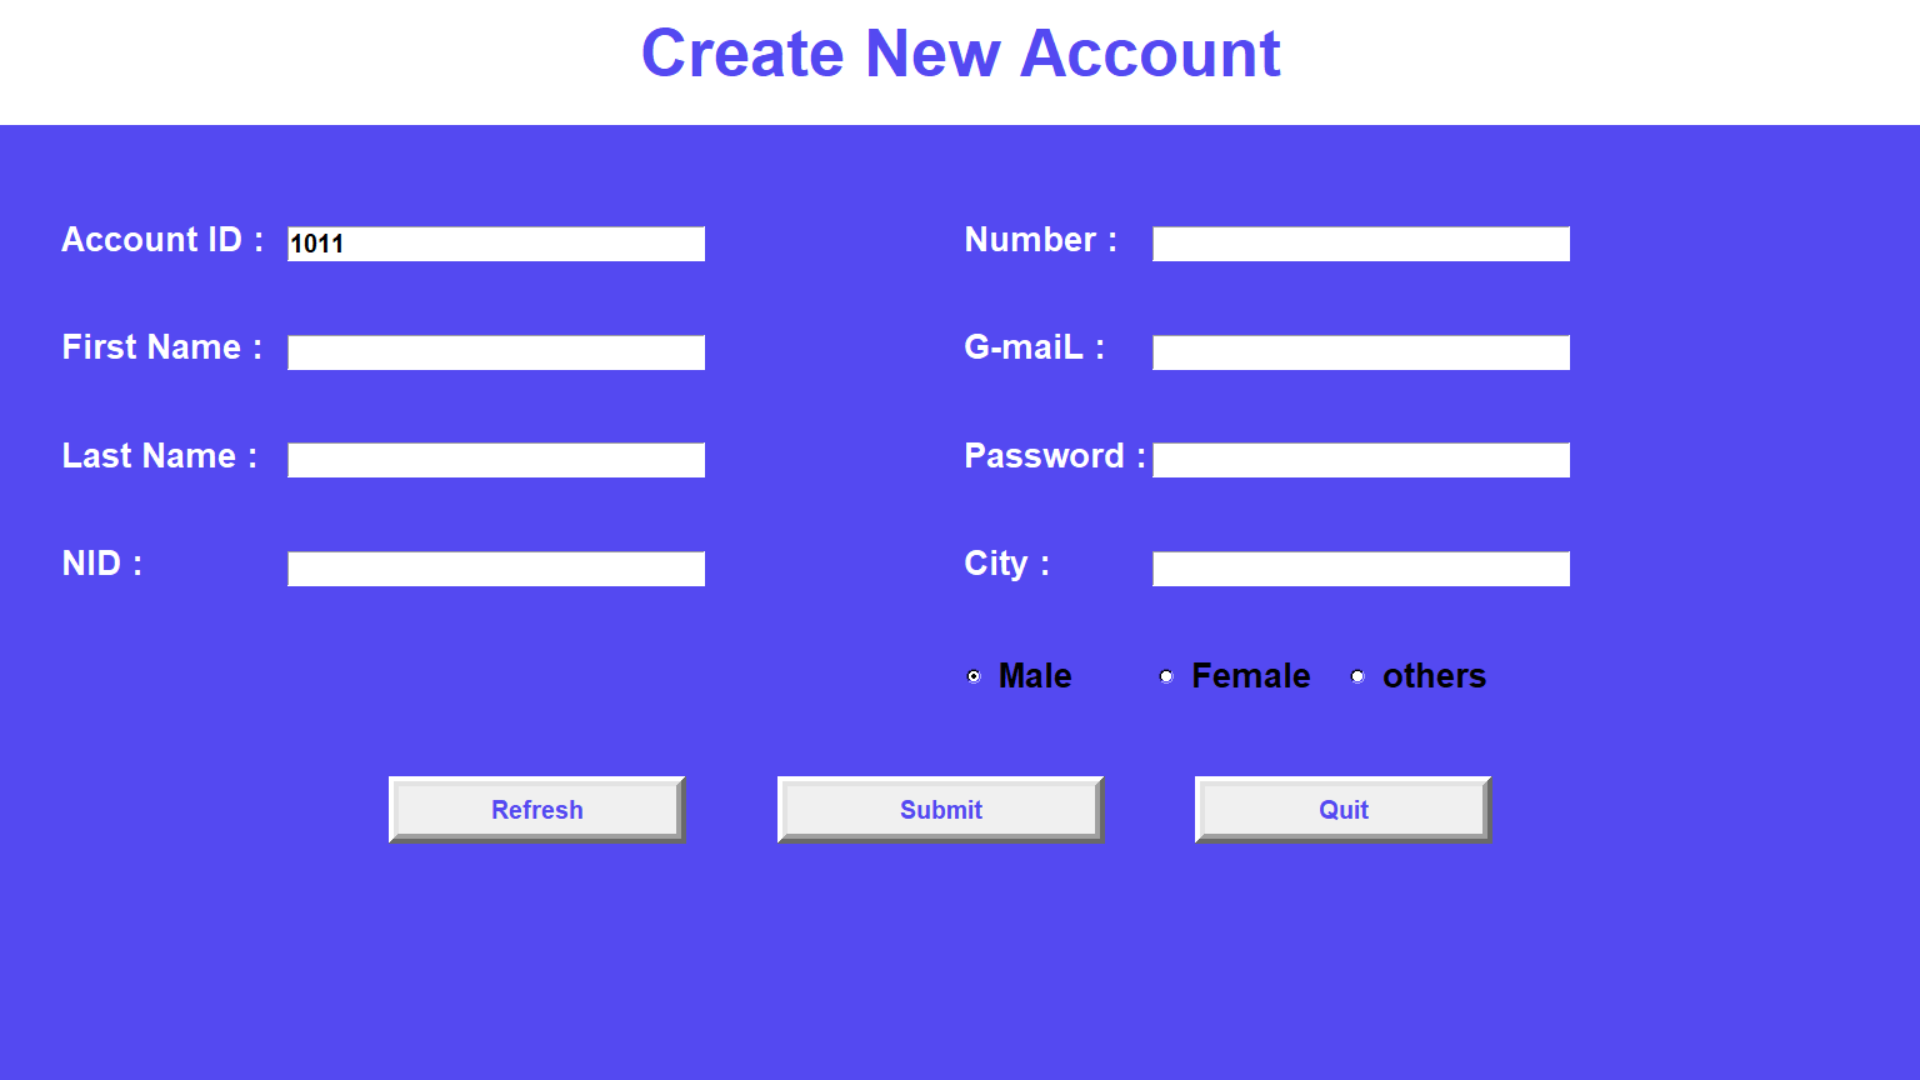 Create New Account
Account ID : 1011 Number :
First Name : G-maiL :
Last Name : Password :
NID : City :
Male Female others
Refresh Submit Quit